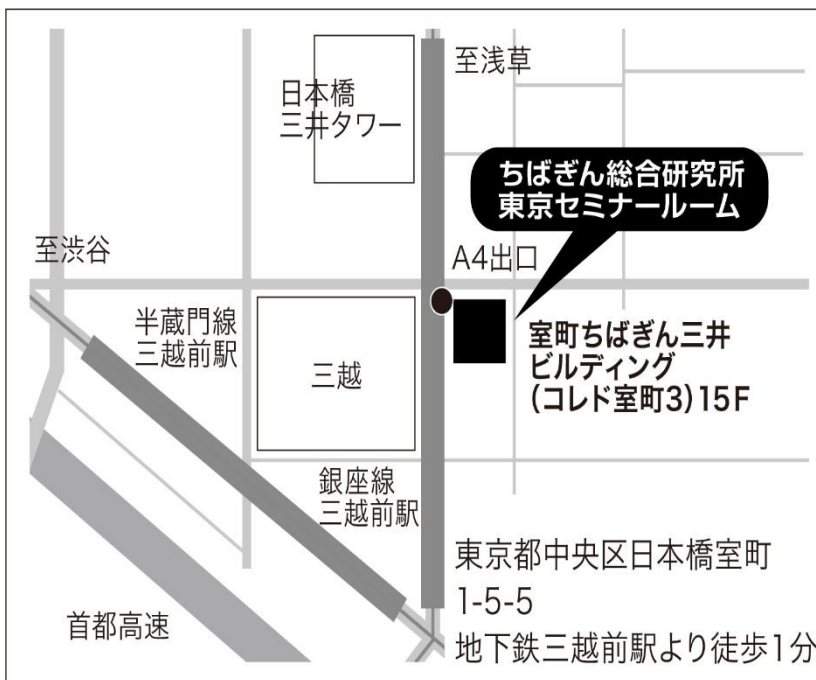 至浅草
日本橋
三井タワー
ちばぎん総合研究所
東京セミナールーム
至渋谷
A4出口
半蔵門線
三越前駅
三越
室町ちばぎん三井
ビルディング
(コレド室町3)15F
銀座線
三越前駅
東京都中央区日本橋室町
1-5-5
地下鉄三越前駅より徒歩1分
首都高速